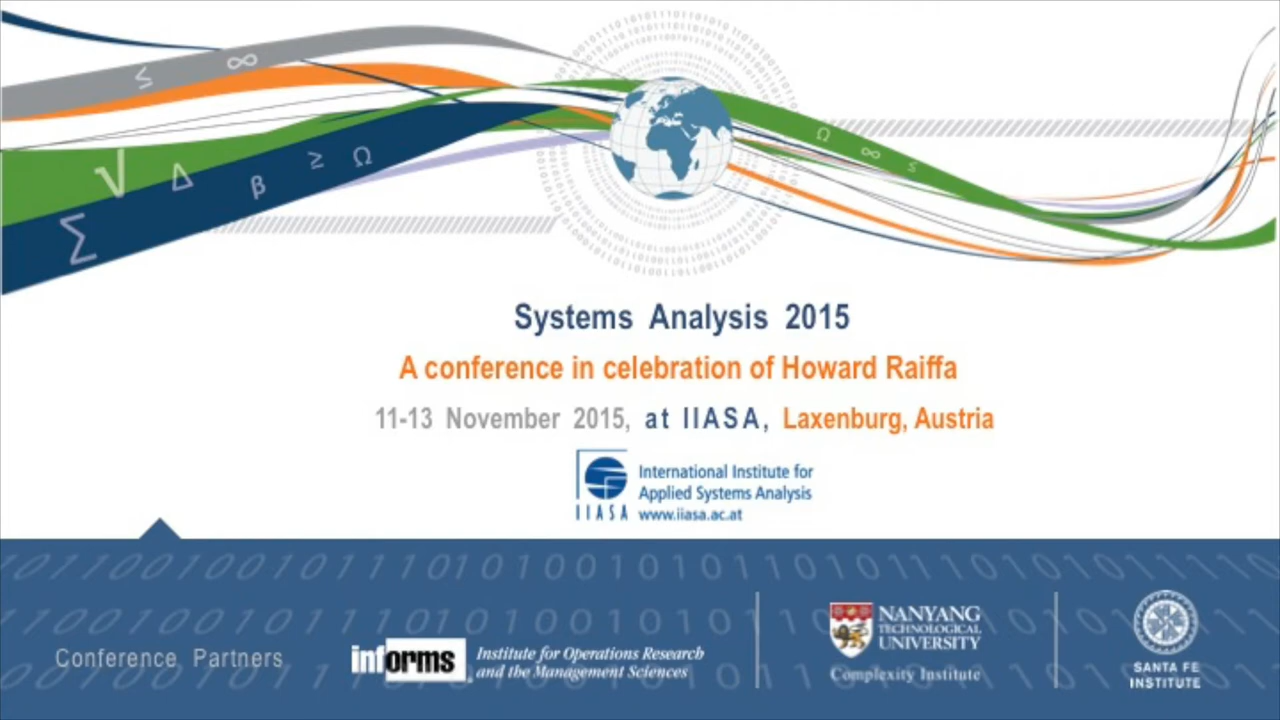 ≤ ∞
√ Δ β ≥ Ω
Σ
Ω ∞ ≤
Systems Analysis 2015
A conference in celebration of Howard Raiffa
11-13 November 2015, at IIASA, Laxenburg, Austria
International Institute for
Applied Systems Analysis
IIASA www.iiasa.ac.at
Conference Partners
informs
Institute for Operations Research
and the Management Sciences
NANYANG
TECHNOLOGICAL
UNIVERSITY
Complexity Institute
SANTA FE
INSTITUTE